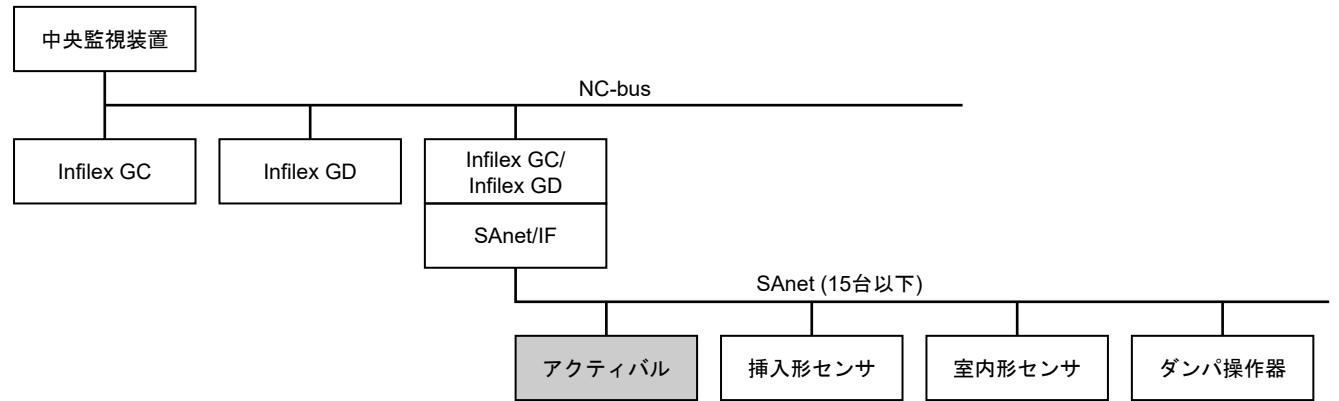 中央監視装置
NC-bus
Infilex GC
Infilex GD
Infilex GC/
Infilex GD
SAnet/IF
SAnet (15台以下)
アクティバル
挿入形センサ
室内形センサ
ダンパ操作器